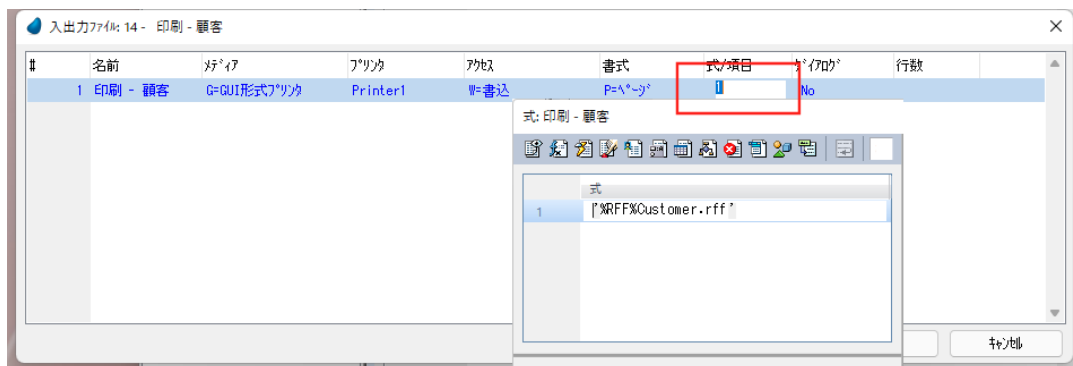 入出力ﾌｧｲﾙ: 14 - 印刷 - 顧客
# 名前 ﾒﾃﾞｨｱ ﾌﾟﾘﾝﾀ ｱｸｾｽ 書式 式/項目 ﾀﾞｲｱﾛｸﾞ 行数
1 印刷 - 顧客 G=GUI形式ﾌﾟﾘﾝﾀ Printer1 W=書込 P=ﾍﾟｰｼﾞ 1 No
式: 印刷 - 顧客
式
1 '%RFF%Customer.rff'
ｷｬﾝｾﾙ